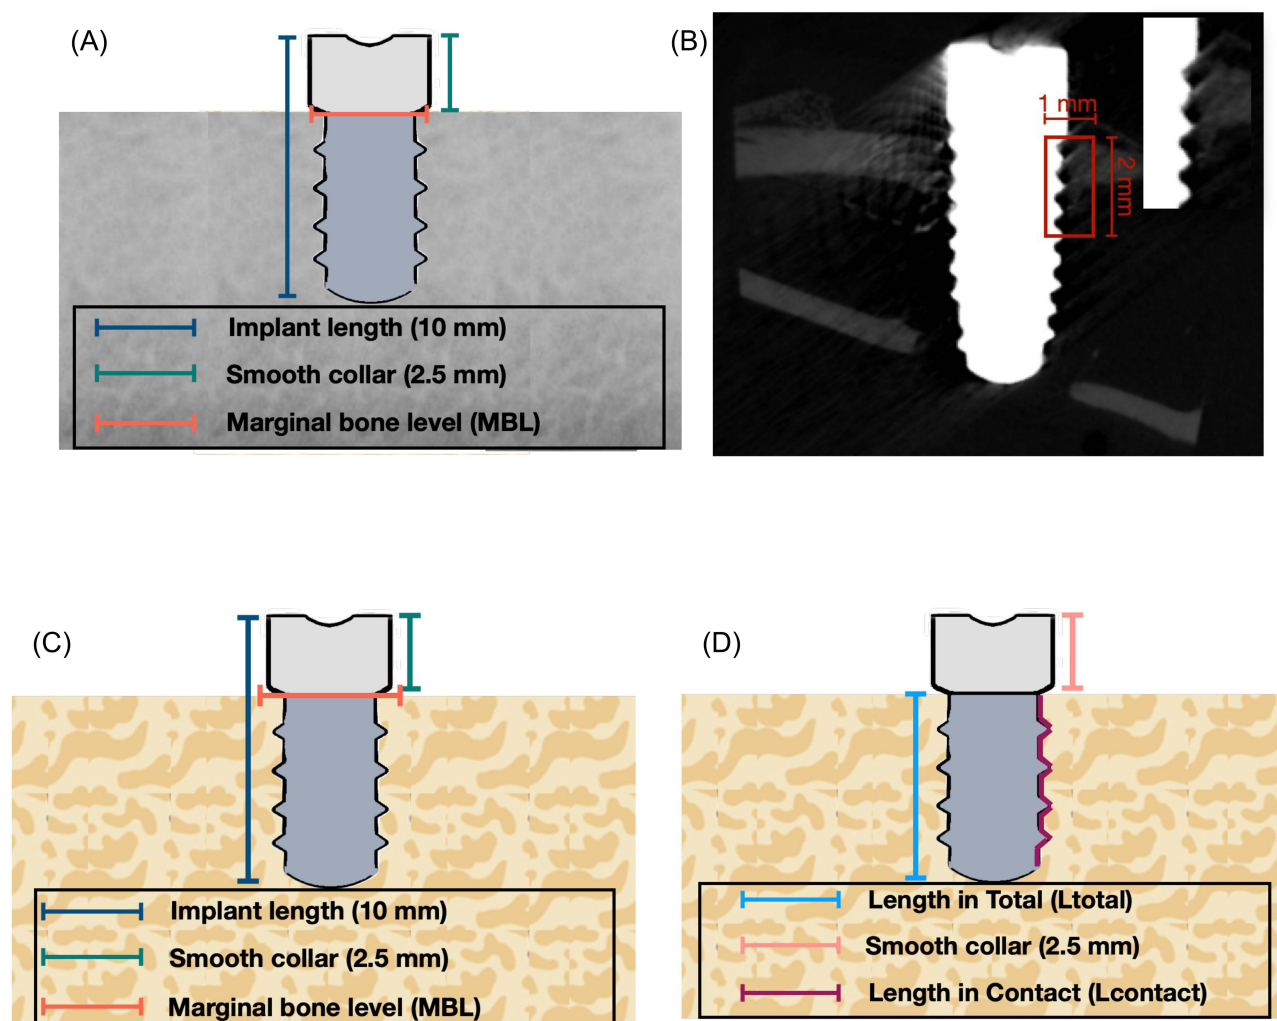 (A)
Implant length (10 mm)
Smooth collar (2.5 mm)
Marginal bone level (MBL)
(B)
1 mm
2 mm
(C)
Implant length (10 mm)
Smooth collar (2.5 mm)
Marginal bone level (MBL)
(D)
Length in Total (Ltotal)
Smooth collar (2.5 mm)
Length in Contact (Lcontact)